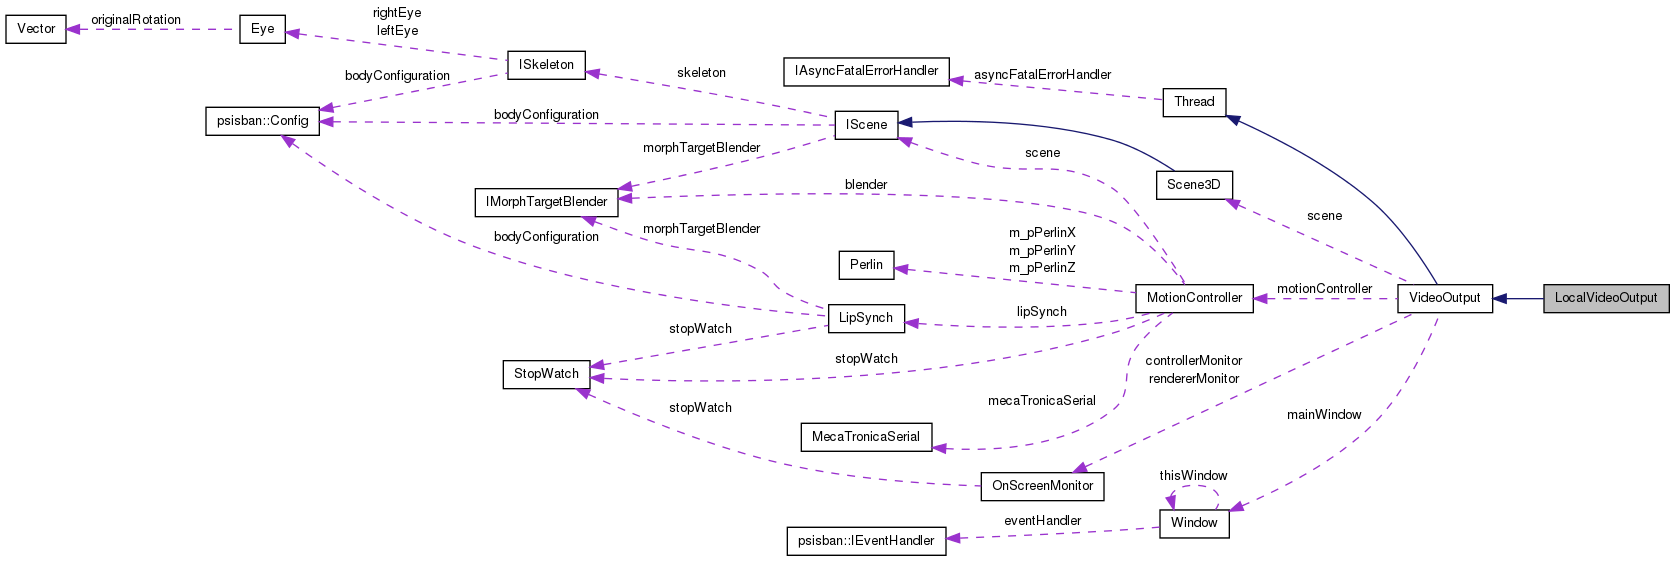 rightEye
leftEye
originalRotation
Vector
Eye
ISkeleton
bodyConfiguration
skeleton
IAsyncFatalErrorHandler
asyncFatalErrorHandler
Thread
psisban::Config
bodyConfiguration
IScene
morphTargetBlender
scene
Scene3D
blender
IMorphTargetBlender
scene
morphTargetBlender
bodyConfiguration
m_pPerlinX
m_pPerlinY
m_pPerlinZ
Perlin
motionController
MotionController
VideoOutput
LocalVideoOutput
lipSynch
LipSynch
stopWatch
stopWatch
controllerMonitor
rendererMonitor
StopWatch
mecaTronicaSerial
stopWatch
mainWindow
MecaTronicaSerial
thisWindow
OnScreenMonitor
eventHandler
Window
psisban::IEventHandler